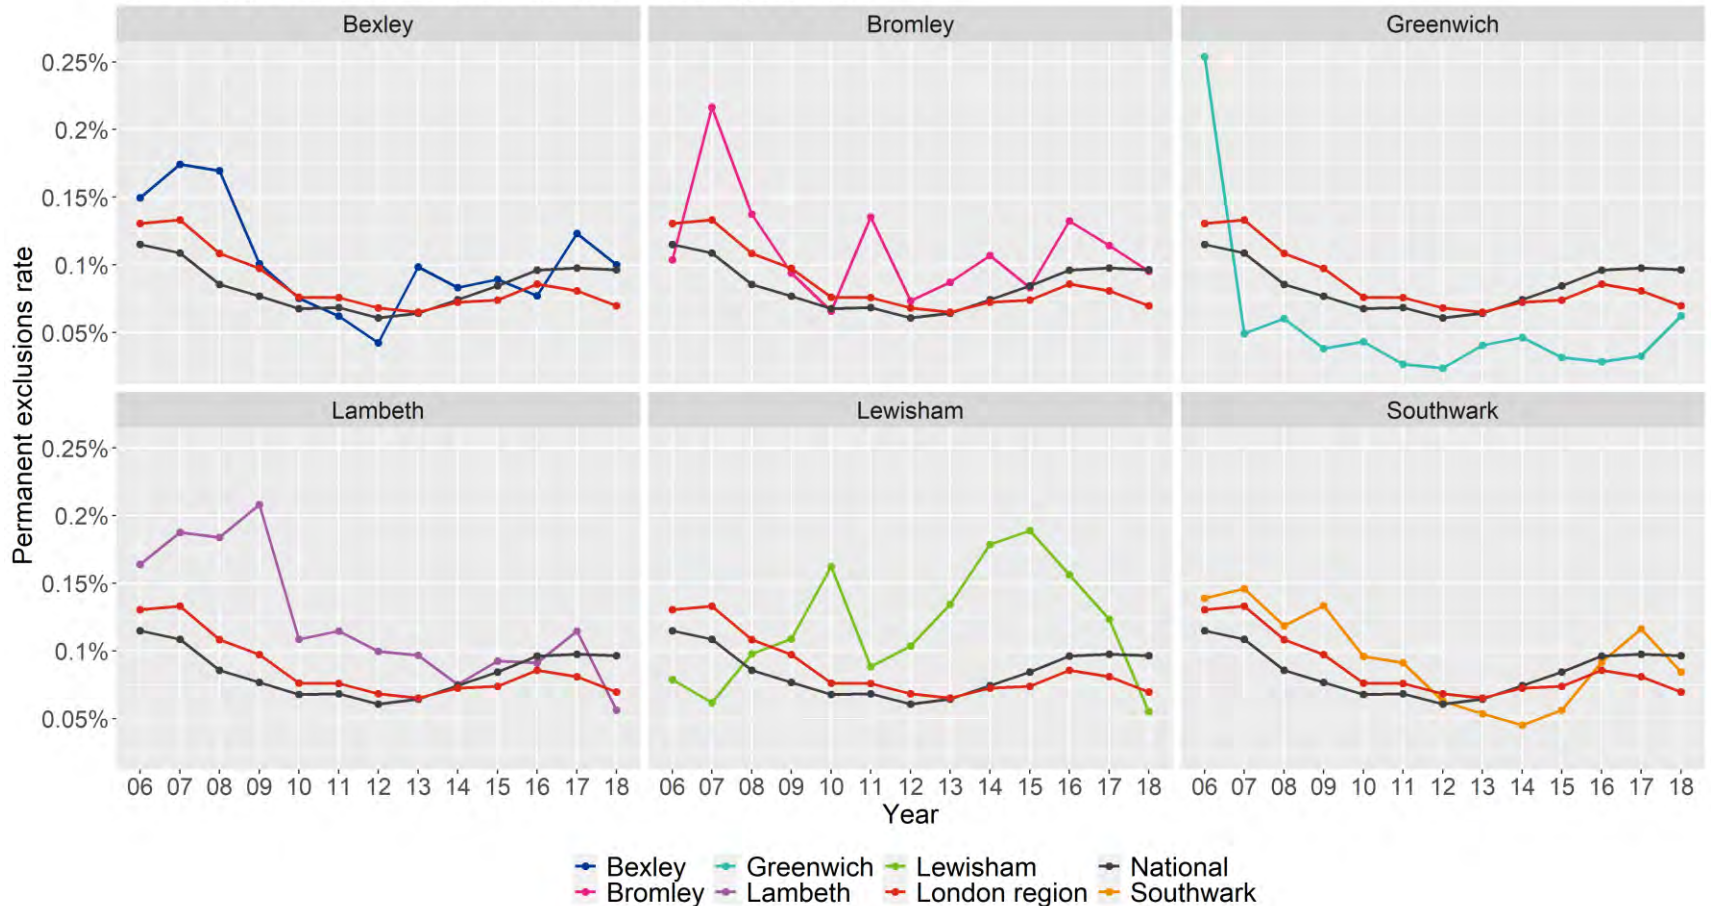 Bexley Bromley Greenwich
0.25%
0.2%
0.15%
0.1%
0.05%
Lambeth Lewisham Southwark
0.25%
0.2%
0.15%
0.1%
0.05%
Permanent exclusions rate
06 07 08 09 10 11 12 13 14 15 16 17 18 06 07 08 09 10 11 12 13 14 15 16 17 18 06 07 08 09 10 11 12 13 14 15 16 17 18
Year
Bexley Greenwich Lewisham National
Bromley Lambeth London region Southwark